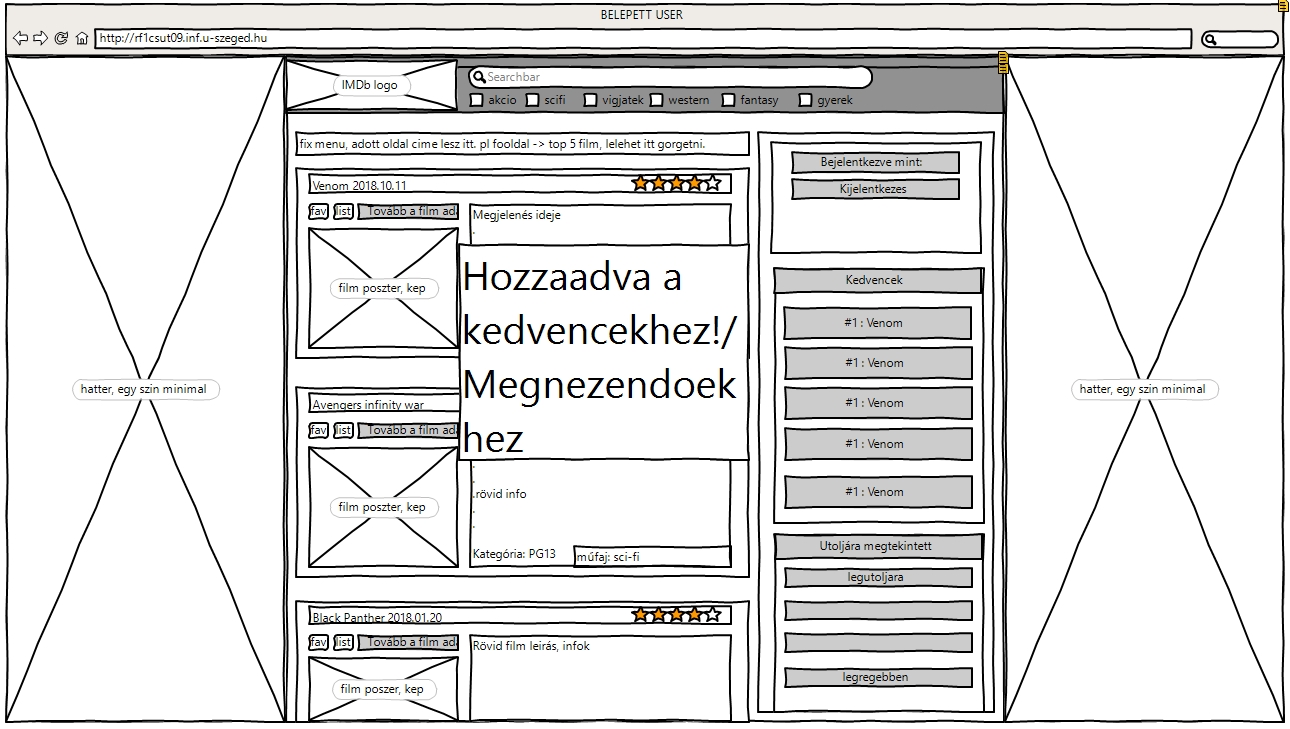 BELEPETT USER
http://rf1csut09.inf.u-szeged.hu
IMDb logo
Searchbar
akcio scifi vigjatek western fantasy gyerek
fix menu, adott oldal cime lesz itt. pl fooldal -> top 5 film, lelehet itt gorgetni.
Venom 2018.10.11
fav list Tovább a film ada
Megjelenés ideje
film poszter, kep
Hozzaadva a
kedvencekhez!/
Megnezendoek
hez
Avengers infinity war
fav list Tovább a film ada
film poszter, kep
rövid info
Kategória: PG13
műfaj: sci-fi
Black Panther 2018.01.20
fav list Tovább a film ada
Rövid film leirás, infok
film poszer, kep
Bejelentkezve mint:
Kijelentkezes
Kedvencek
#1 : Venom
#1 : Venom
#1 : Venom
#1 : Venom
#1 : Venom
Utoljára megtekintett
legutoljara
legregebben
hatter, egy szin minimal
hatter, egy szin minimal